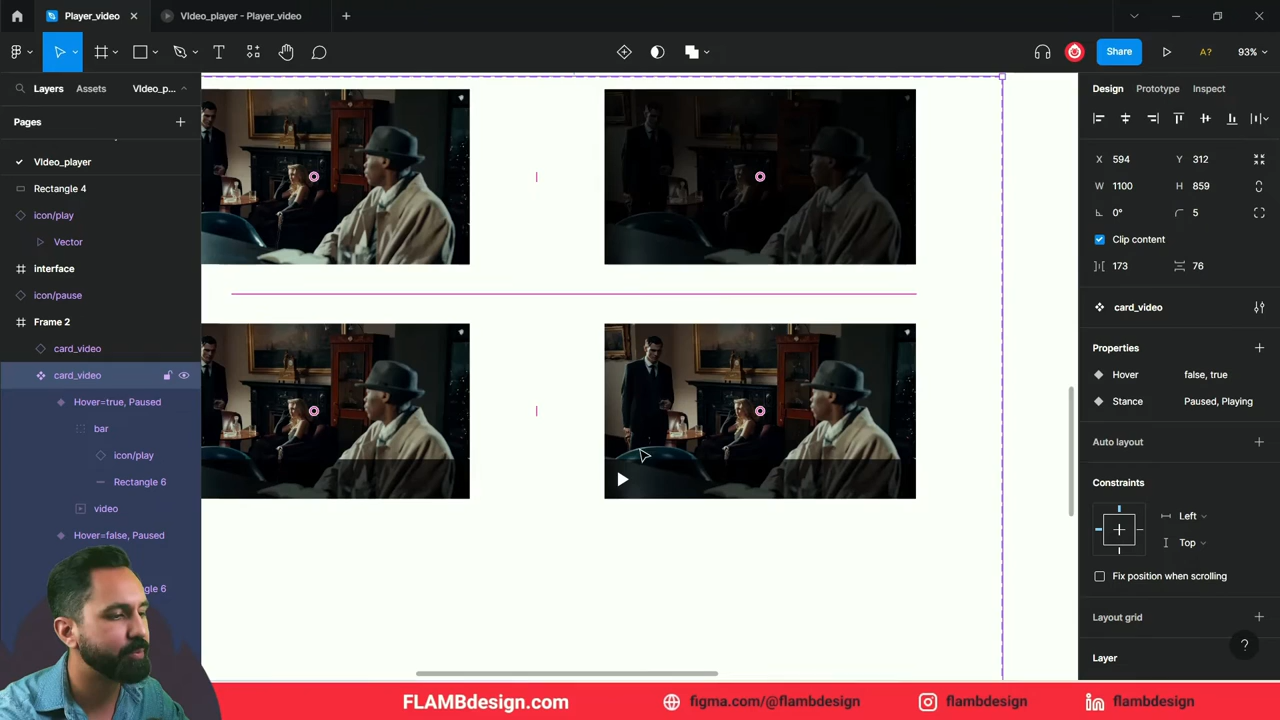 Player_video
VIdeo_player - Player_video
Share
A?
93%
Layers
Assets
VIdeo_p...
Pages
VIdeo_player
Rectangle 4
icon/play
Vector
interface
icon/pause
Frame 2
card_video
card_video
Hover=true, Paused
bar
icon/play
Rectangle 6
video
Hover=false, Paused
Design
Prototype
Inspect
X 594
Y 312
W 1100
H 859
0°
5
Clip content
173
76
card_video
Properties
Hover
false, true
Stance
Paused, Playing
Auto layout
Constraints
Left
Top
Fix position when scrolling
Layout grid
?
Layer
FLAMBdesign.com
figma.com/@flambdesign
flambdesign
flambdesign